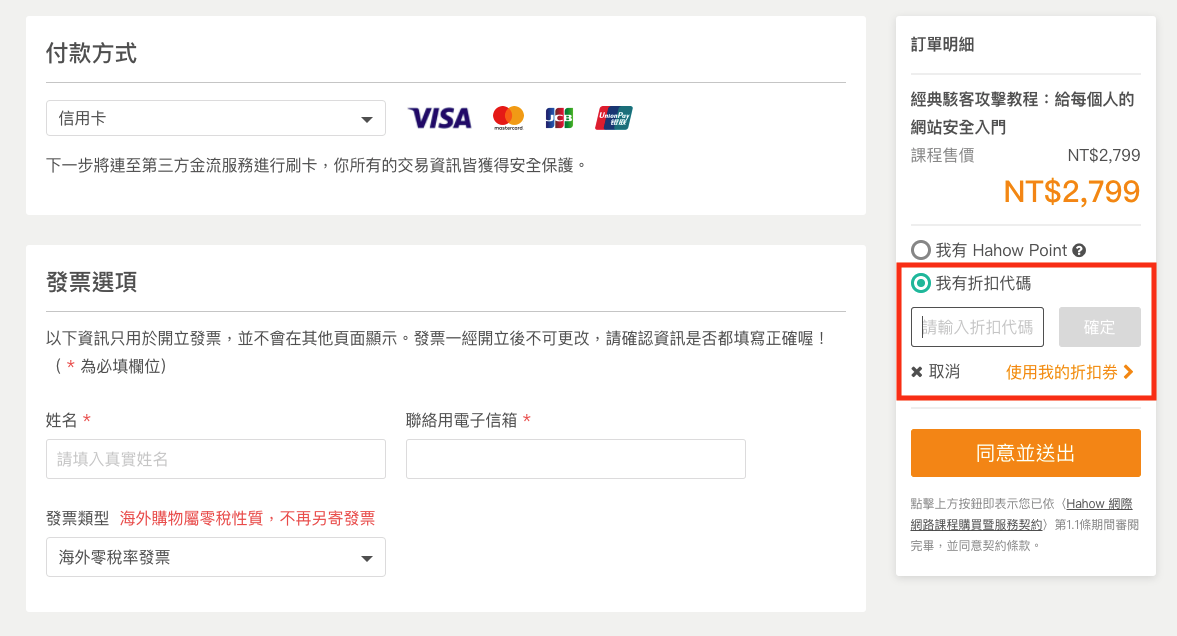 付款方式
信用卡
VISA
mastercard
JCB
UnionPay
银联
下一步將連至第三方金流服務進行刷卡，你所有的交易資訊皆獲得安全保護。
發票選項
以下資訊只用於開立發票，並不會在其他頁面顯示。發票一經開立後不可更改，請確認資訊是否都填寫正確喔！
（ * 為必填欄位）
姓名 *
聯絡用電子信箱 *
請填入真實姓名
發票類型 海外購物屬零稅性質，不再另寄發票
海外零稅率發票
訂單明細
經典駭客攻擊教程：給每個人的
網站安全入門
課程售價 NT$2,799
NT$2,799
我有 Hahow Point ?
我有折扣代碼
請輸入折扣代碼 確定
✖ 取消 使用我的折扣券
同意並送出
點擊上方按鈕即表示您已依〈Hahow 網際
網路課程購買暨服務契約〉第1.1條期間審閱
完畢，並同意契約條款。